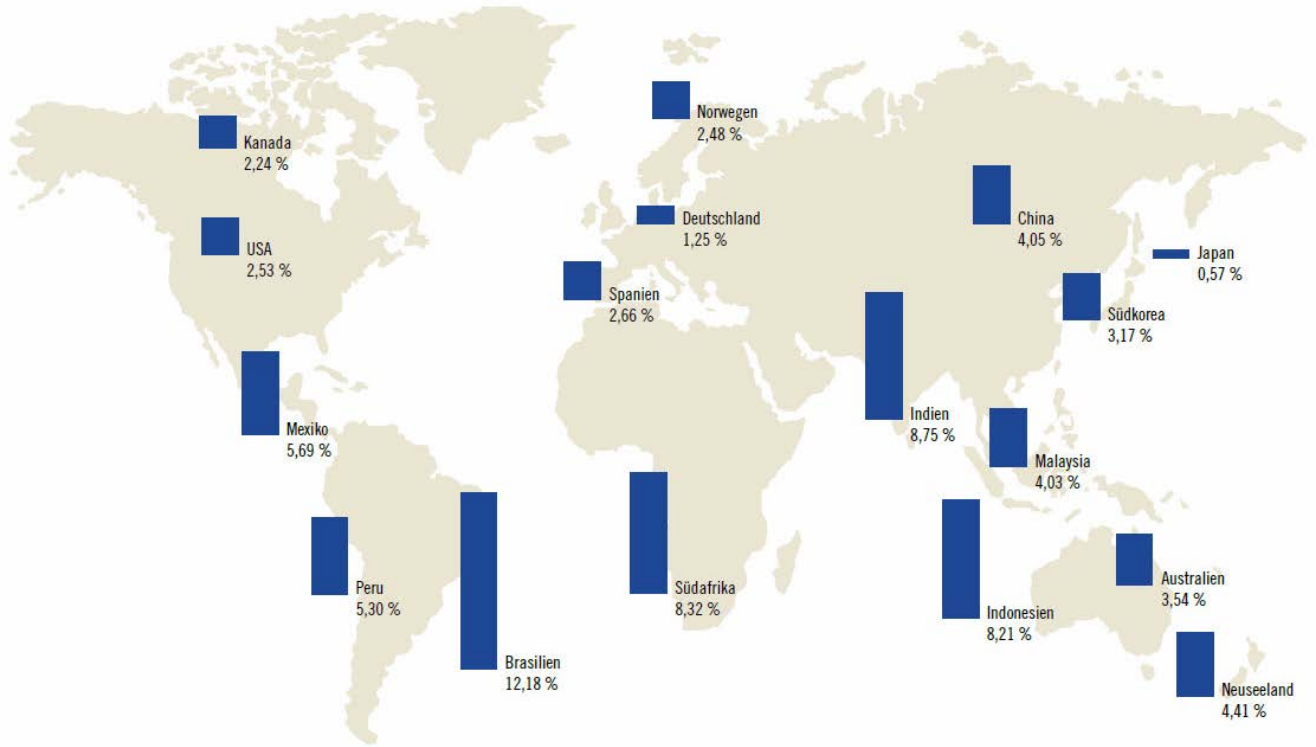 Norwegen
2,48 %
Kanada
2,24 %
Deutschland
1,25 %
China
4,05 %
USA
2,53 %
Japan
0,57 %
Spanien
2,66 %
Südkorea
3,17 %
Indien
8,75 %
Mexiko
5,69 %
Malaysia
4,03 %
Peru
5,30 %
Südafrika
8,32 %
Australien
3,54 %
Indonesien
8,21 %
Brasilien
12,18 %
Neuseeland
4,41 %